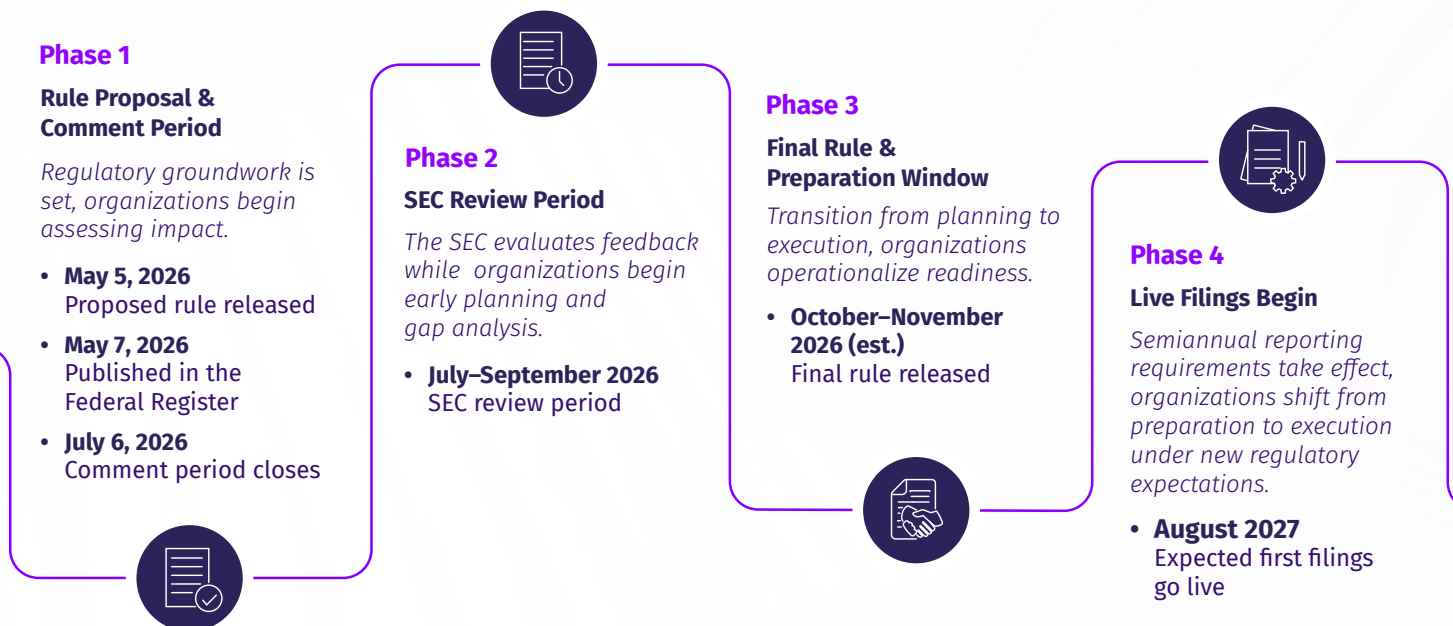 Phase 1
Rule Proposal &
Comment Period
Regulatory groundwork is
set, organizations begin
assessing impact.
• May 5, 2026
Proposed rule released
• May 7, 2026
Published in the
Federal Register
• July 6, 2026
Comment period closes
Phase 2
SEC Review Period
The SEC evaluates feedback
while organizations begin
early planning and
gap analysis.
• July–September 2026
SEC review period
Phase 3
Final Rule &
Preparation Window
Transition from planning to
execution, organizations
operationalize readiness.
• October–November
2026 (est.)
Final rule released
Phase 4
Live Filings Begin
Semiannual reporting
requirements take effect,
organizations shift from
preparation to execution
under new regulatory
expectations.
• August 2027
Expected first filings
go live